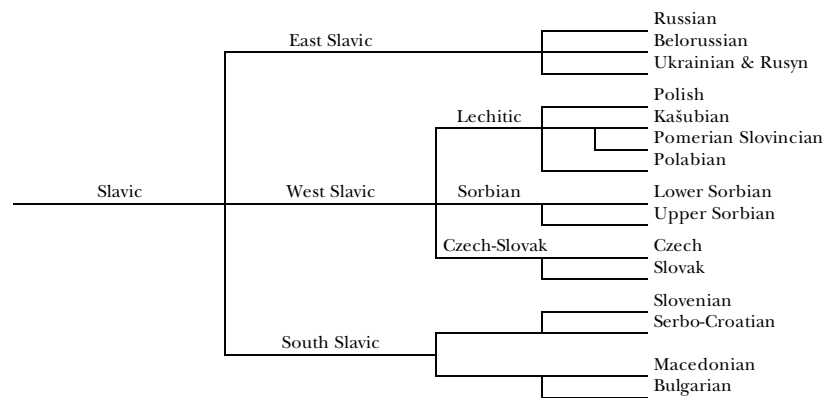 Russian
East Slavic
Belorussian
Ukrainian & Rusyn
Polish
Lechitic
Kašubian
Pomerian Slovincian
Polabian
Slavic
West Slavic
Sorbian
Lower Sorbian
Upper Sorbian
Czech-Slovak
Czech
Slovak
Slovenian
Serbo-Croatian
South Slavic
Macedonian
Bulgarian